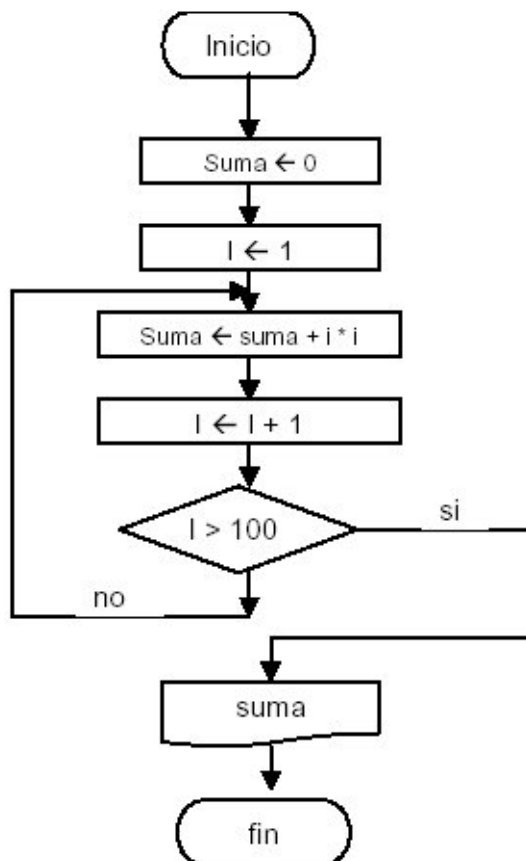 Inicio
Suma ← 0
I ← 1
Suma ← suma + i * i
I ← I + 1
I > 100
si
no
suma
fin